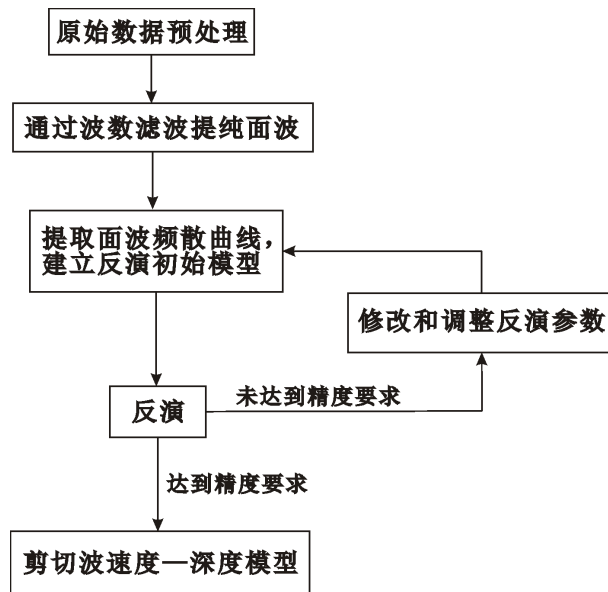 原始数据预处理
通过波数滤波提纯面波
提取面波频散曲线，
建立反演初始模型
修改和调整反演参数
反演
未达到精度要求
达到精度要求
剪切波速度—深度模型